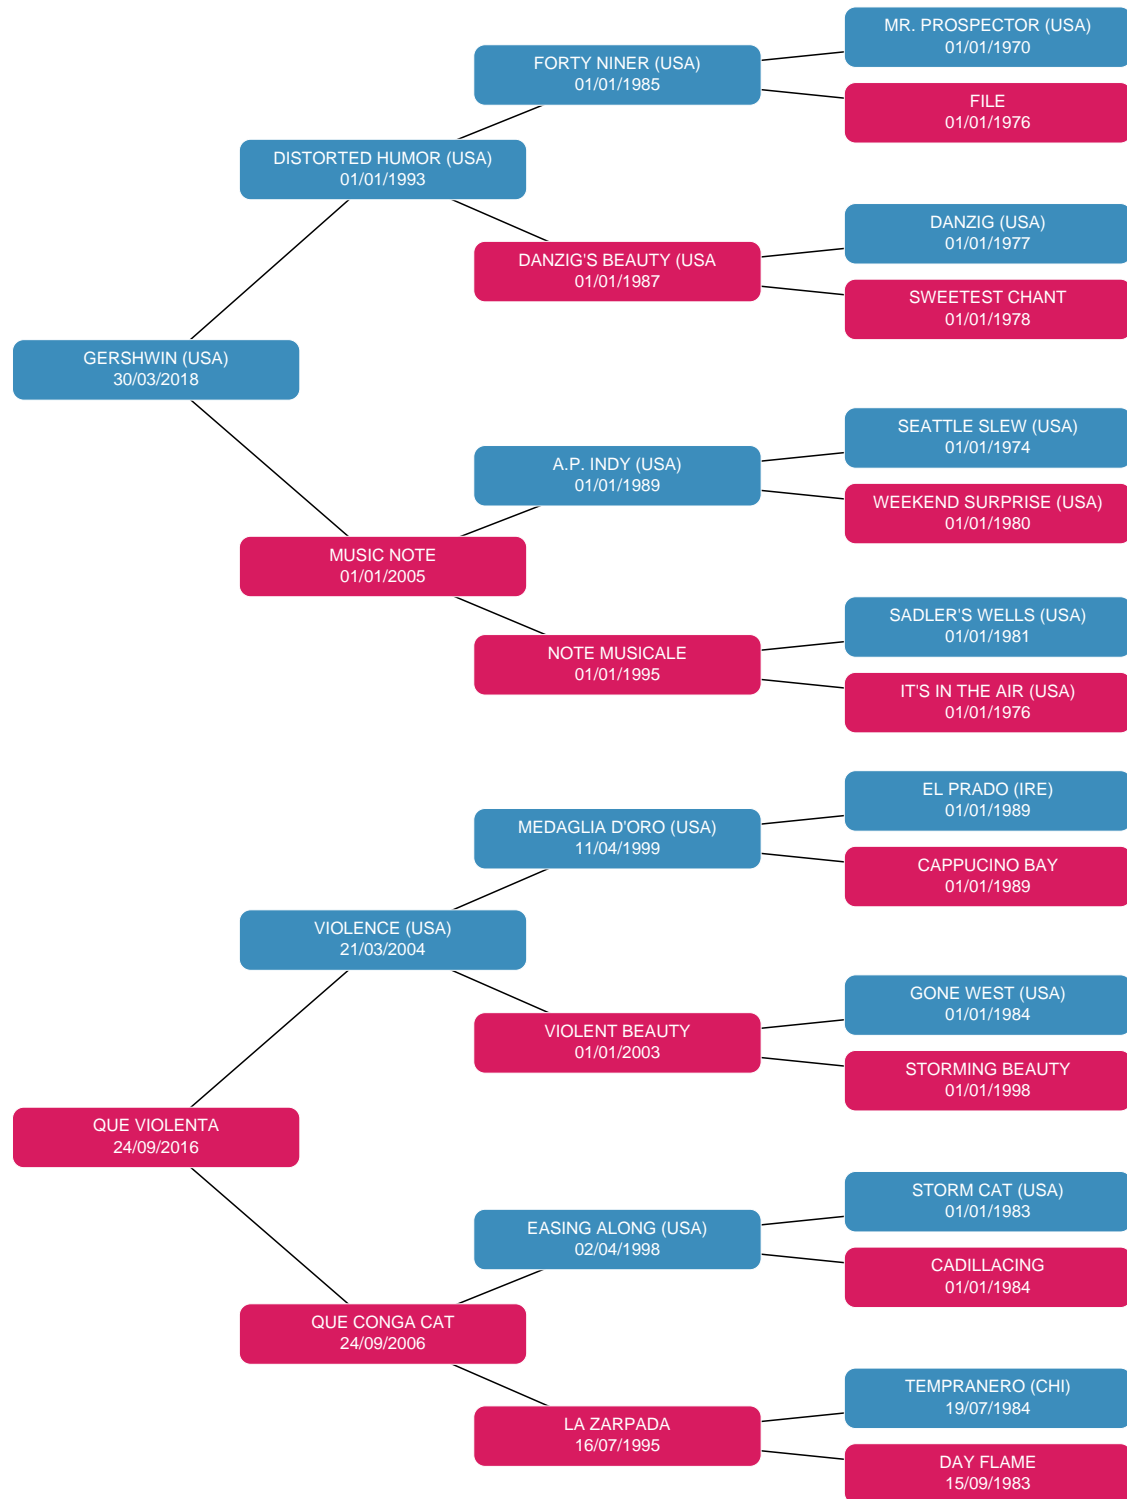 MR. PROSPECTOR (USA)
01/01/1970
FORTY NINER (USA)
01/01/1985
FILE
01/01/1976
DISTORTED HUMOR (USA)
01/01/1993
DANZIG (USA)
01/01/1977
DANZIG'S BEAUTY (USA
01/01/1987
SWEETEST CHANT
01/01/1978
GERSHWIN (USA)
30/03/2018
SEATTLE SLEW (USA)
01/01/1974
A.P. INDY (USA)
01/01/1989
WEEKEND SURPRISE (USA)
01/01/1980
MUSIC NOTE
01/01/2005
SADLER'S WELLS (USA)
01/01/1981
NOTE MUSICALE
01/01/1995
IT'S IN THE AIR (USA)
01/01/1976
EL PRADO (IRE)
01/01/1989
MEDAGLIA D'ORO (USA)
11/04/1999
CAPPUCINO BAY
01/01/1989
VIOLENCE (USA)
21/03/2004
GONE WEST (USA)
01/01/1984
VIOLENT BEAUTY
01/01/2003
STORMING BEAUTY
01/01/1998
QUE VIOLENTA
24/09/2016
STORM CAT (USA)
01/01/1983
EASING ALONG (USA)
02/04/1998
CADILLACING
01/01/1984
QUE CONGA CAT
24/09/2006
TEMPRANERO (CHI)
19/07/1984
LA ZARPADA
16/07/1995
DAY FLAME
15/09/1983